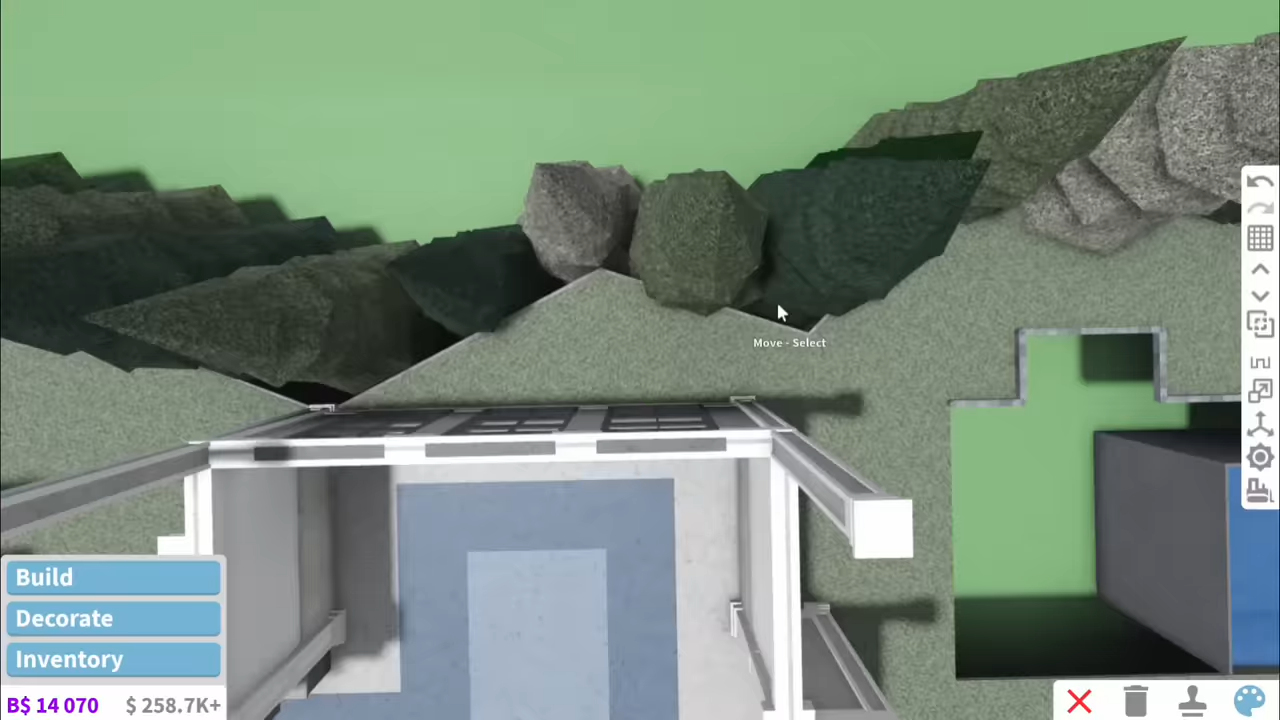 Move - Select
Build
Decorate
Inventory
B$ 14 070 $ 258.7K+